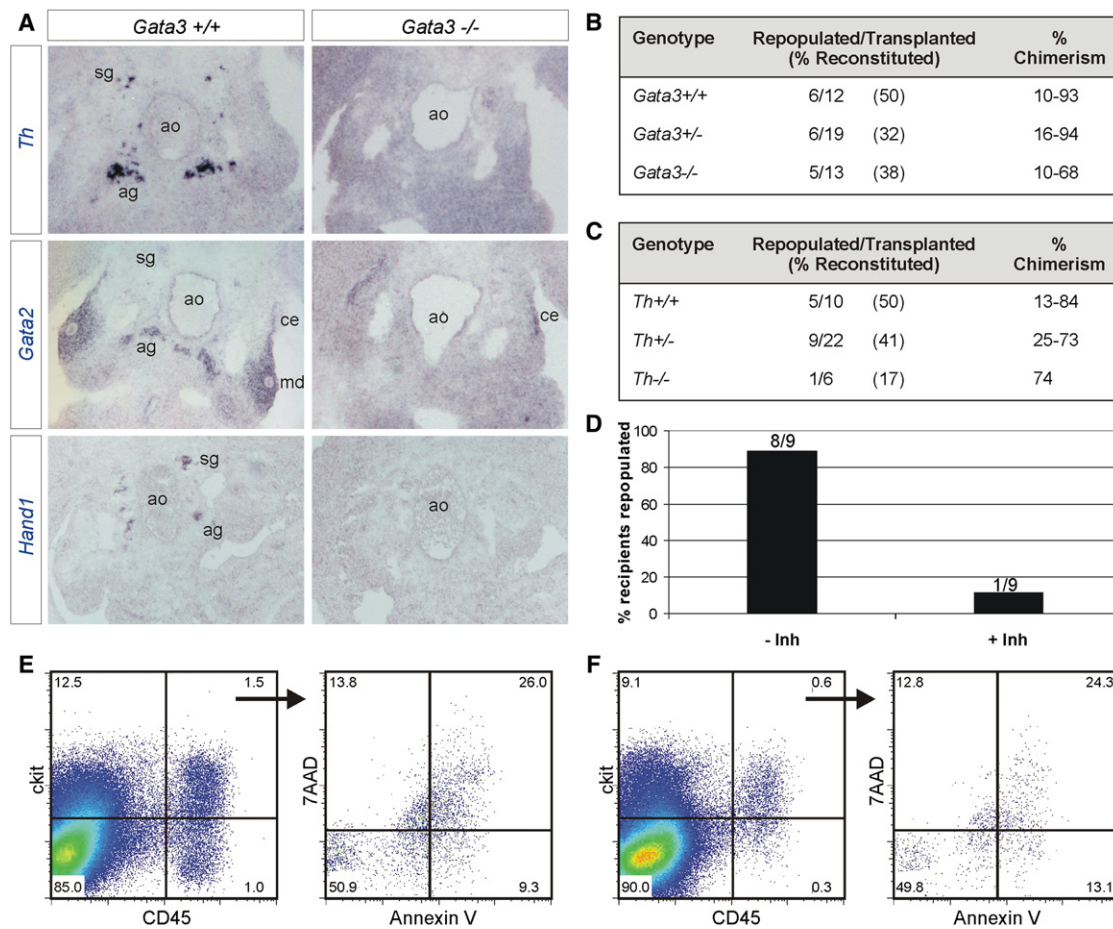 A
Gata3 +/+
Gata3 -/-
Th
sg
ao
ag
ao
Gata2
sg
ao
ce
ag
md
ao
ce
Hand1
sg
ao
ag
ao
B
Genotype Repopulated/Transplanted (% Reconstituted) % Chimerism
Gata3+/+ 6/12 (50) 10-93
Gata3+/- 6/19 (32) 16-94
Gata3-/- 5/13 (38) 10-68
C
Genotype Repopulated/Transplanted (% Reconstituted) % Chimerism
Th+/+ 5/10 (50) 13-84
Th+/- 9/22 (41) 25-73
Th-/- 1/6 (17) 74
D
% recipients repopulated
100
80
60
40
20
0
8/9
1/9
- Inh
+ Inh
E
12.5
1.5
85.0
1.0
ckit
CD45
13.8
26.0
50.9
9.3
7AAD
Annexin V
F
9.1
0.6
90.0
0.3
ckit
CD45
12.8
24.3
49.8
13.1
7AAD
Annexin V